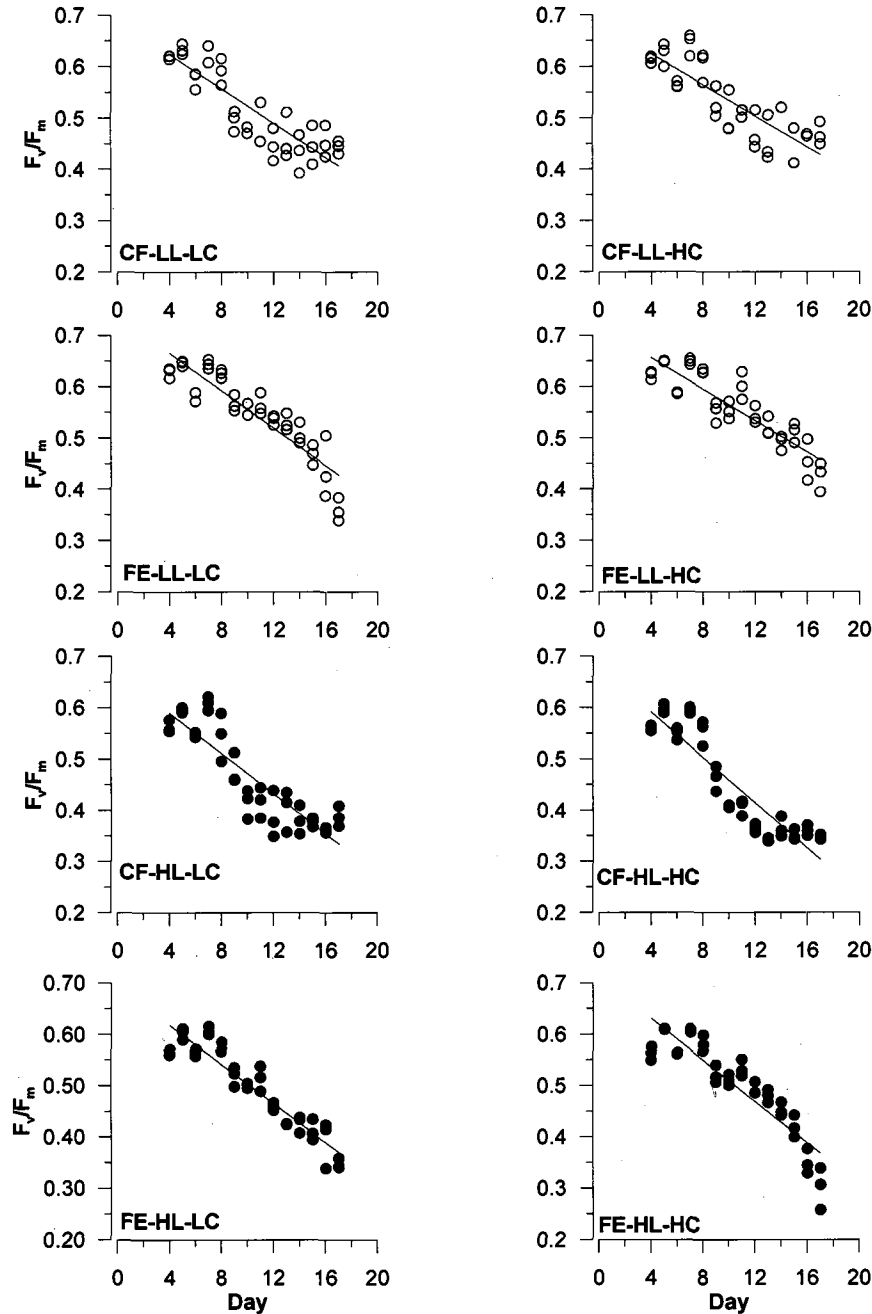 0.7 0.7
0.6 0.6
0.5 0.5
Fv/Fm
0.4 0.4
0.3 0.3
CF-LL-LC CF-LL-HC
0.2 0.2
0 4 8 12 16 20 0 4 8 12 16 20
0.7 0.7
0.6 0.6
0.5 0.5
Fv/Fm
0.4 0.4
0.3 0.3
FE-LL-LC FE-LL-HC
0.2 0.2
0 4 8 12 16 20 0 4 8 12 16 20
0.7 0.7
0.6 0.6
0.5 0.5
Fv/Fm
0.4 0.4
0.3 0.3
CF-HL-LC CF-HL-HC
0.2 0.2
0 4 8 12 16 20 0 4 8 12 16 20
0.70 0.7
0.60 0.6
0.50 0.5
Fv/Fm
0.40 0.4
0.30 0.3
FE-HL-LC FE-HL-HC
0.20 0.2
0 4 8 12 16 20 0 4 8 12 16 20
Day Day